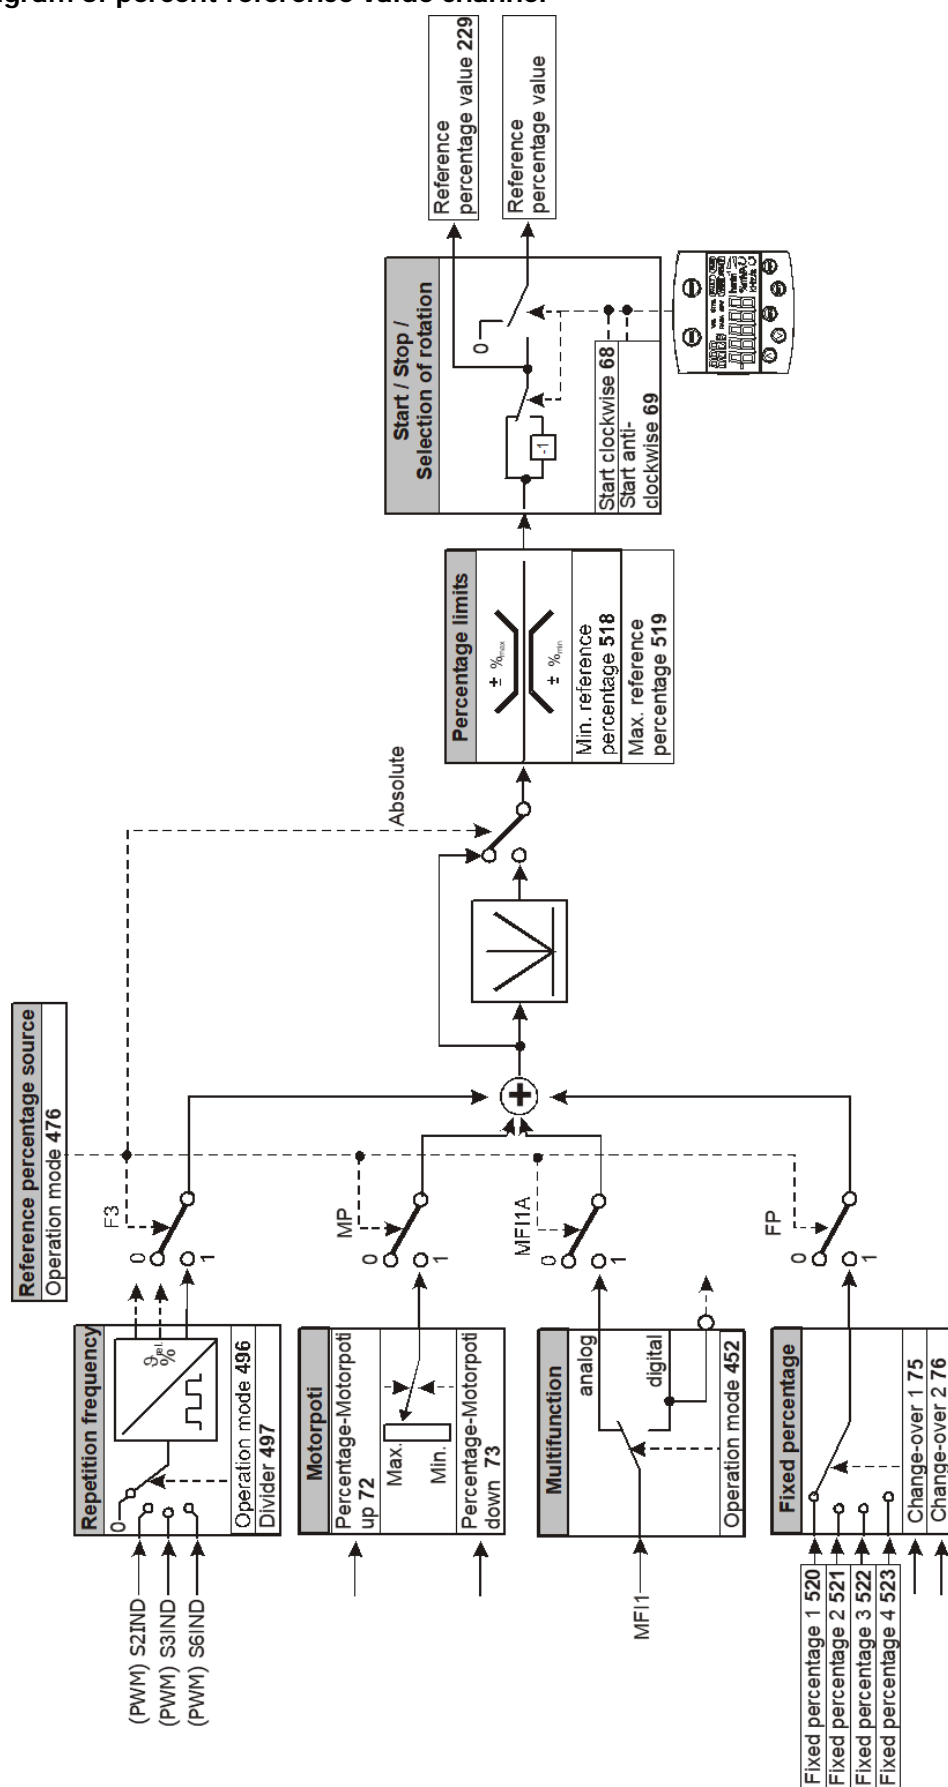 agram of percent reference value channel
Reference percentage source
Operation mode 476
Repetition frequency
0
ϑrel.
%
Operation mode 496
Divider 497
(PWM) S2IND
(PWM) S3IND
(PWM) S6IND
F3
0
1
Motorpoti
Percentage-Motorpoti
up 72
Max.
Min.
Percentage-Motorpoti
down 73
MP
0
1
Multifunction
analog
digital
Operation mode 452
MFI1
MFI1A
0
1
Fixed percentage
Change-over 1 75
Change-over 2 76
Fixed percentage 1 520
Fixed percentage 2 521
Fixed percentage 3 522
Fixed percentage 4 523
FP
0
1
+
Absolute
Percentage limits
± %max
± %min
Min. reference
percentage 518
Max. reference
percentage 519
Start / Stop /
Selection of rotation
-1
0
Start clockwise 68
Start anti-
clockwise 69
Reference
percentage value 229
Reference
percentage value